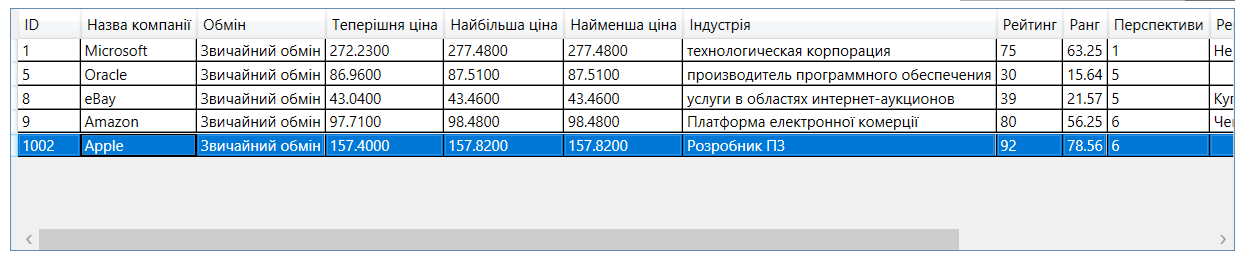 ID Назва компанії Обмін Теперішня ціна Найбільша ціна Найменша ціна Індустрія Рейтинг Ранг Перспективи Ре
1 Microsoft Звичайний обмін 272.2300 277.4800 277.4800 технологическая корпорация 75 63.25 1 Не
5 Oracle Звичайний обмін 86.9600 87.5100 87.5100 производитель программного обеспечения 30 15.64 5
8 eBay Звичайний обмін 43.0400 43.4600 43.4600 услуги в областях интернет-аукционов 39 21.57 5 Куп
9 Amazon Звичайний обмін 97.7100 98.4800 98.4800 Платформа електронної комерції 80 56.25 6 Чек
1002 Apple Звичайний обмін 157.4000 157.8200 157.8200 Розробник ПЗ 92 78.56 6